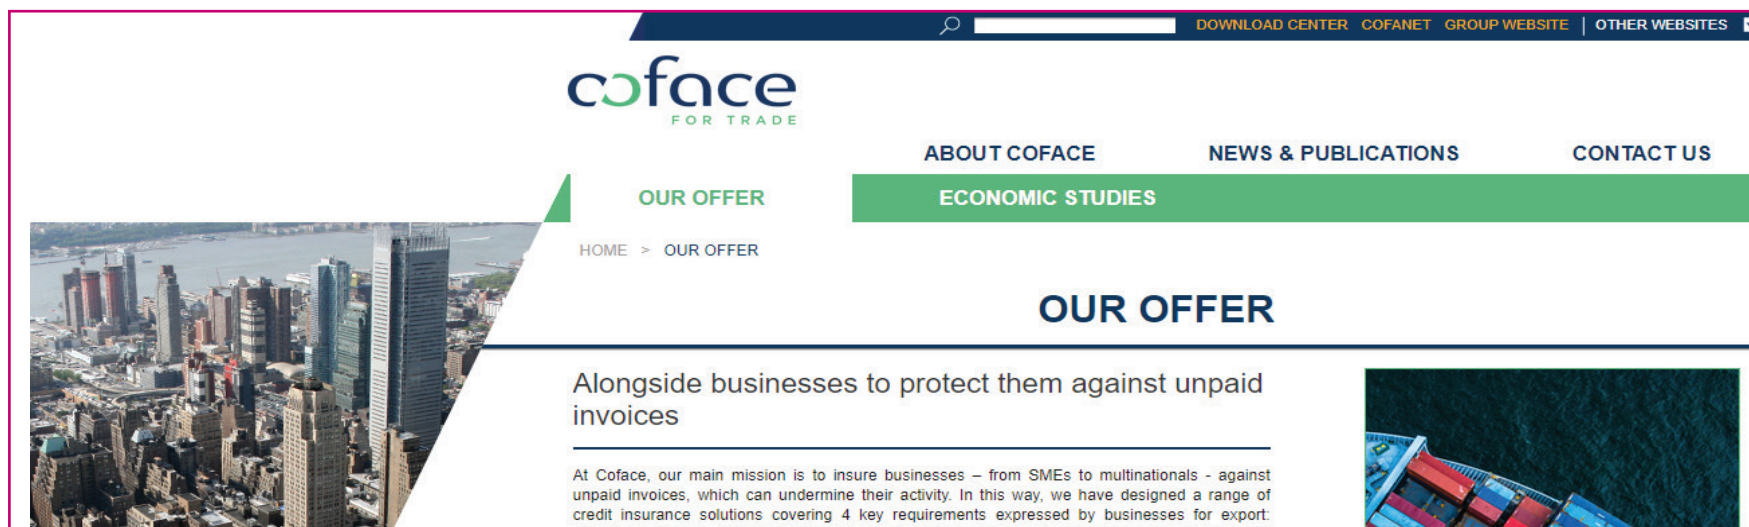 DOWNLOAD CENTER COFANET GROUP WEBSITE | OTHER WEBSITES
coface
FOR TRADE
ABOUT COFACE NEWS & PUBLICATIONS CONTACT US
OUR OFFER ECONOMIC STUDIES
HOME > OUR OFFER
OUR OFFER
Alongside businesses to protect them against unpaid
invoices
At Coface, our main mission is to insure businesses – from SMEs to multinationals - against
unpaid invoices, which can undermine their activity. In this way, we have designed a range of
credit insurance solutions covering 4 key requirements expressed by businesses for export: